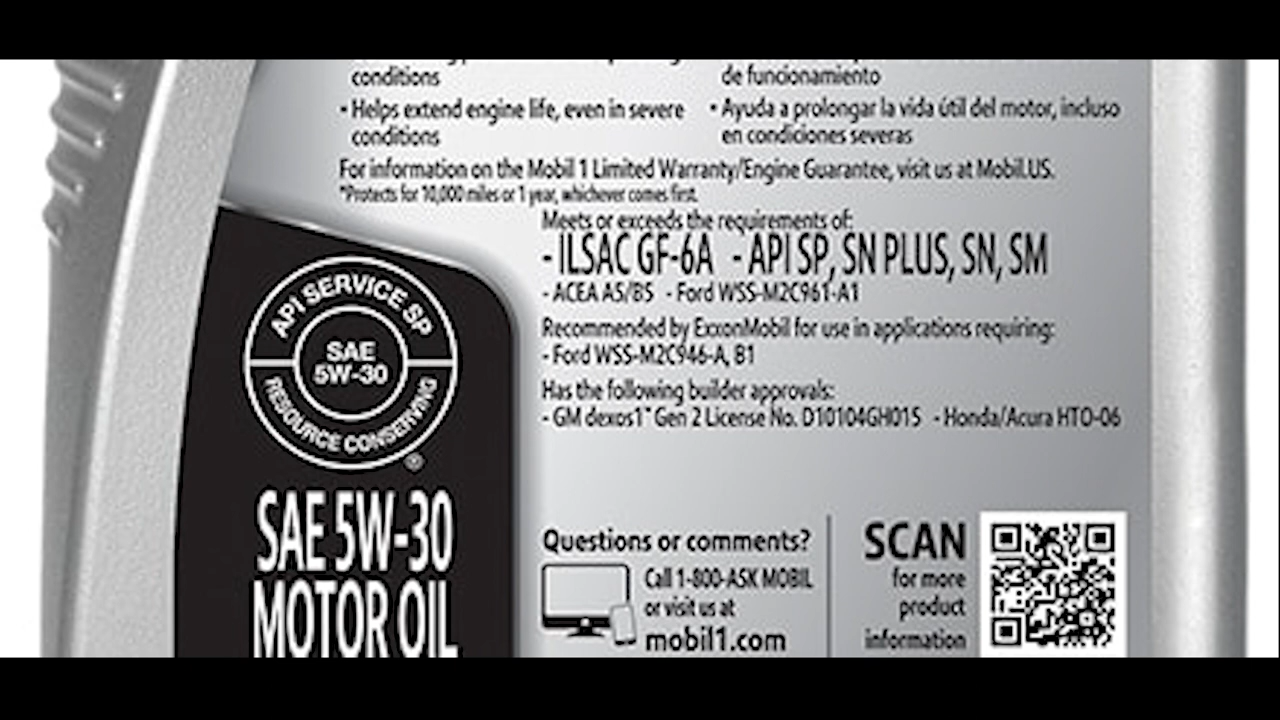 conditions
de funcionamiento
• Helps extend engine life, even in severe
conditions
• Ayuda a prolongar la vida útil del motor, incluso
en condiciones severas
For information on the Mobil 1 Limited Warranty/Engine Guarantee, visit us at Mobil.US.
*Protects for 10,000 miles or 1 year, whichever comes first.
Meets or exceeds the requirements of:
- ILSAC GF-6A - API SP, SN PLUS, SN, SM
- ACEA A5/B5 - Ford WSS-M2C961-A1
Recommended by ExxonMobil for use in applications requiring:
- Ford WSS-M2C946-A, B1
Has the following builder approvals:
- GM dexos1™ Gen 2 License No. D10104GH015 - Honda/Acura HTO-06
API SERVICE SP
SAE
5W-30
RESOURCE CONSERVING
®
SAE 5W-30
MOTOR OIL
Questions or comments?
Call 1-800-ASK MOBIL
or visit us at
mobil1.com
SCAN
for more
product
information